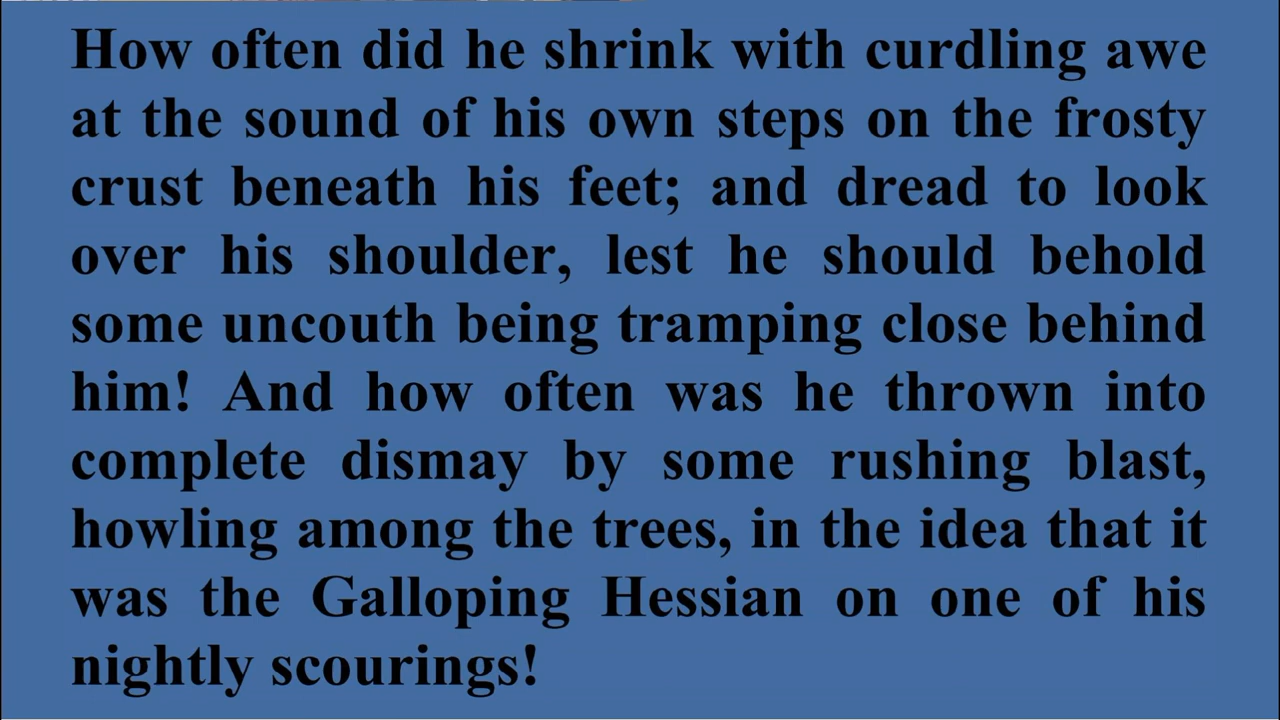 How often did he shrink with curdling awe
at the sound of his own steps on the frosty
crust beneath his feet; and dread to look
over his shoulder, lest he should behold
some uncouth being tramping close behind
him! And how often was he thrown into
complete dismay by some rushing blast,
howling among the trees, in the idea that it
was the Galloping Hessian on one of his
nightly scourings!